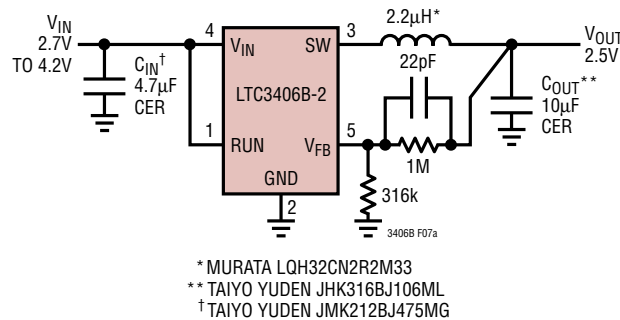 VIN
2.7V
TO 4.2V
CIN†
4.7µF
CER
4
VIN
SW
3
2.2µH*
22pF
VOUT
2.5V
COUT**
10µF
CER
LTC3406B-2
1
RUN
VFB
5
1M
GND
2
316k
3406B F07a
*MURATA LQH32CN2R2M33
**TAIYO YUDEN JHK316BJ106ML
†TAIYO YUDEN JMK212BJ475MG